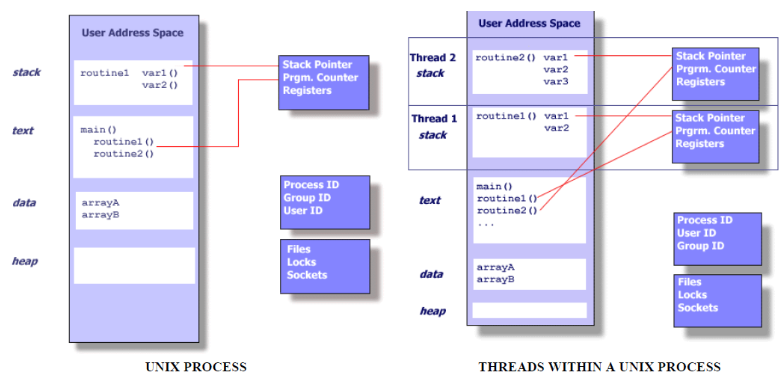 User Address Space
stack
routine1 var1()
var2()
Stack Pointer
Prgm. Counter
Registers
text
main()
routine1()
routine2()
data
arrayA
arrayB
Process ID
Group ID
User ID
heap
Files
Locks
Sockets
UNIX PROCESS
User Address Space
Thread 2
stack
routine2() var1
var2
var3
Stack Pointer
Prgrm. Counter
Registers
Thread 1
stack
routine1() var1
var2
Stack Pointer
Prgrm. Counter
Registers
text
main()
routine1()
routine2()
...
Process ID
User ID
Group ID
data
arrayA
arrayB
heap
Files
Locks
Sockets
THREADS WITHIN A UNIX PROCESS